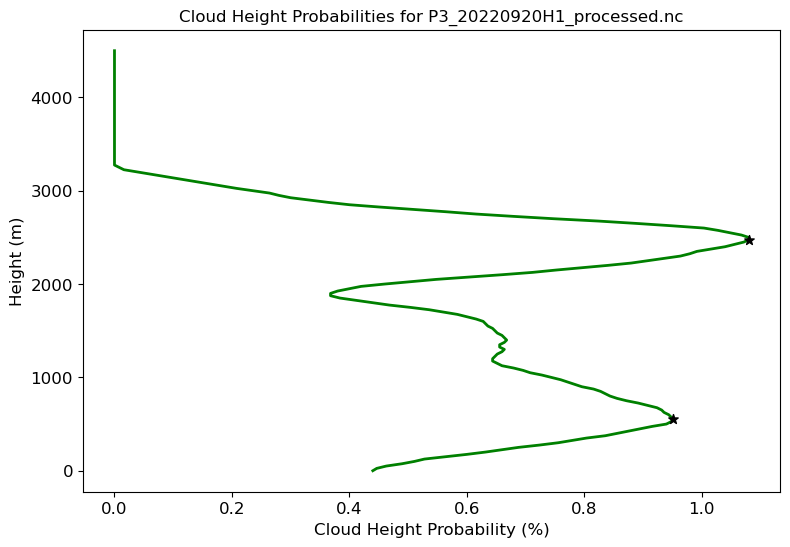 Cloud Height Probabilities for P3_20220920H1_processed.nc
4000
3000
2000
1000
0
Height (m)
0.0 0.2 0.4 0.6 0.8 1.0
Cloud Height Probability (%)